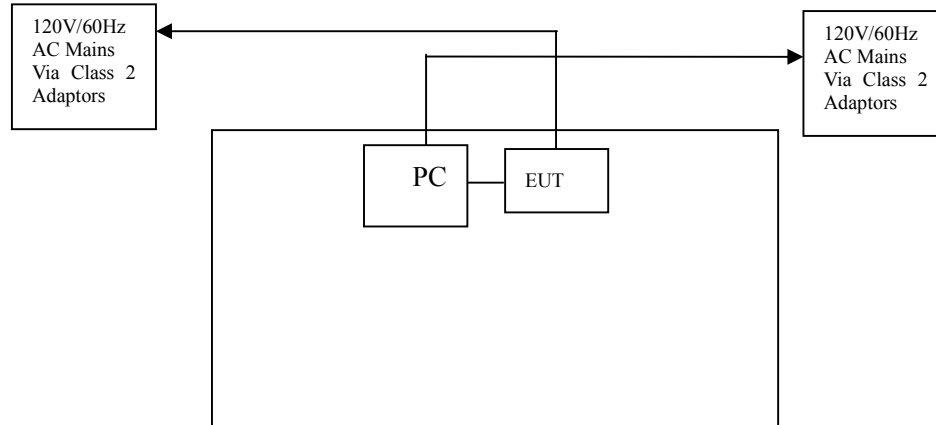 120V/60Hz
AC Mains
Via Class 2
Adaptors
120V/60Hz
AC Mains
Via Class 2
Adaptors
PC
EUT